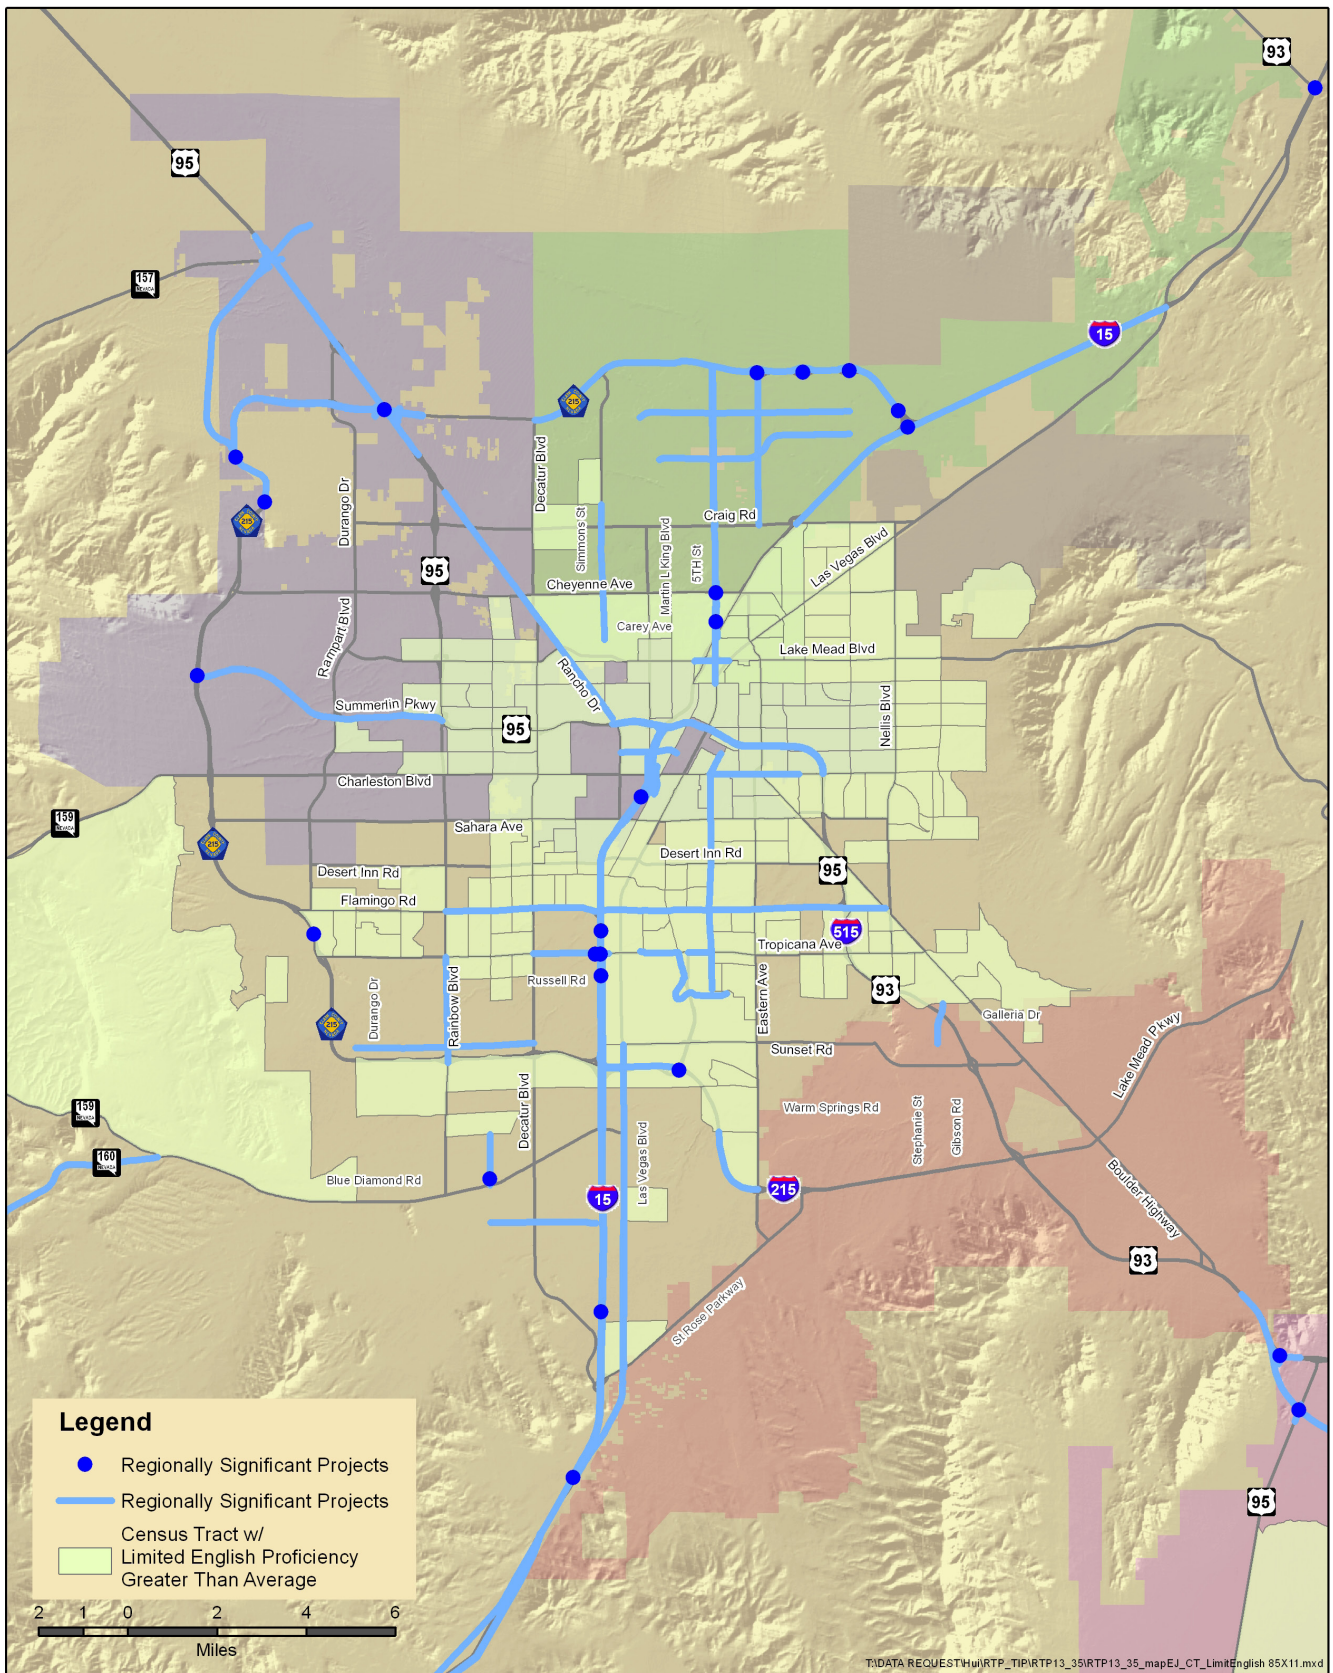 93
95
157
NEVADA
15
215
Decatur Blvd
Durango Dr
215
Simmons St
Martin L King Blvd
Craig Rd
5TH St
Las Vegas Blvd
95
Cheyenne Ave
Rampart Blvd
Carey Ave
Lake Mead Blvd
Rancho Dr
Summerlin Pkwy
Nellis Blvd
95
Charleston Blvd
159
NEVADA
Sahara Ave
215
Desert Inn Rd
Desert Inn Rd
95
Flamingo Rd
515
Tropicana Ave
Russell Rd
93
Durango Dr
Rainbow Blvd
Eastern Ave
Galleria Dr
215
Sunset Rd
Lake Mead Pkwy
159
NEVADA
Decatur Blvd
Warm Springs Rd
Stephanie St
Gibson Rd
160
NEVADA
Las Vegas Blvd
Blue Diamond Rd
15
215
Boulder Highway
93
St Rose Parkway
95
Legend
Regionally Significant Projects
Regionally Significant Projects
Census Tract w/
Limited English Proficiency
Greater Than Average
2 1 0 2 4 6
Miles
T:\DATA REQUEST\Hui\RTP_TIP\RTP13_35\RTP13_35_mapEJ_CT_LimitEnglish 85X11.mxd